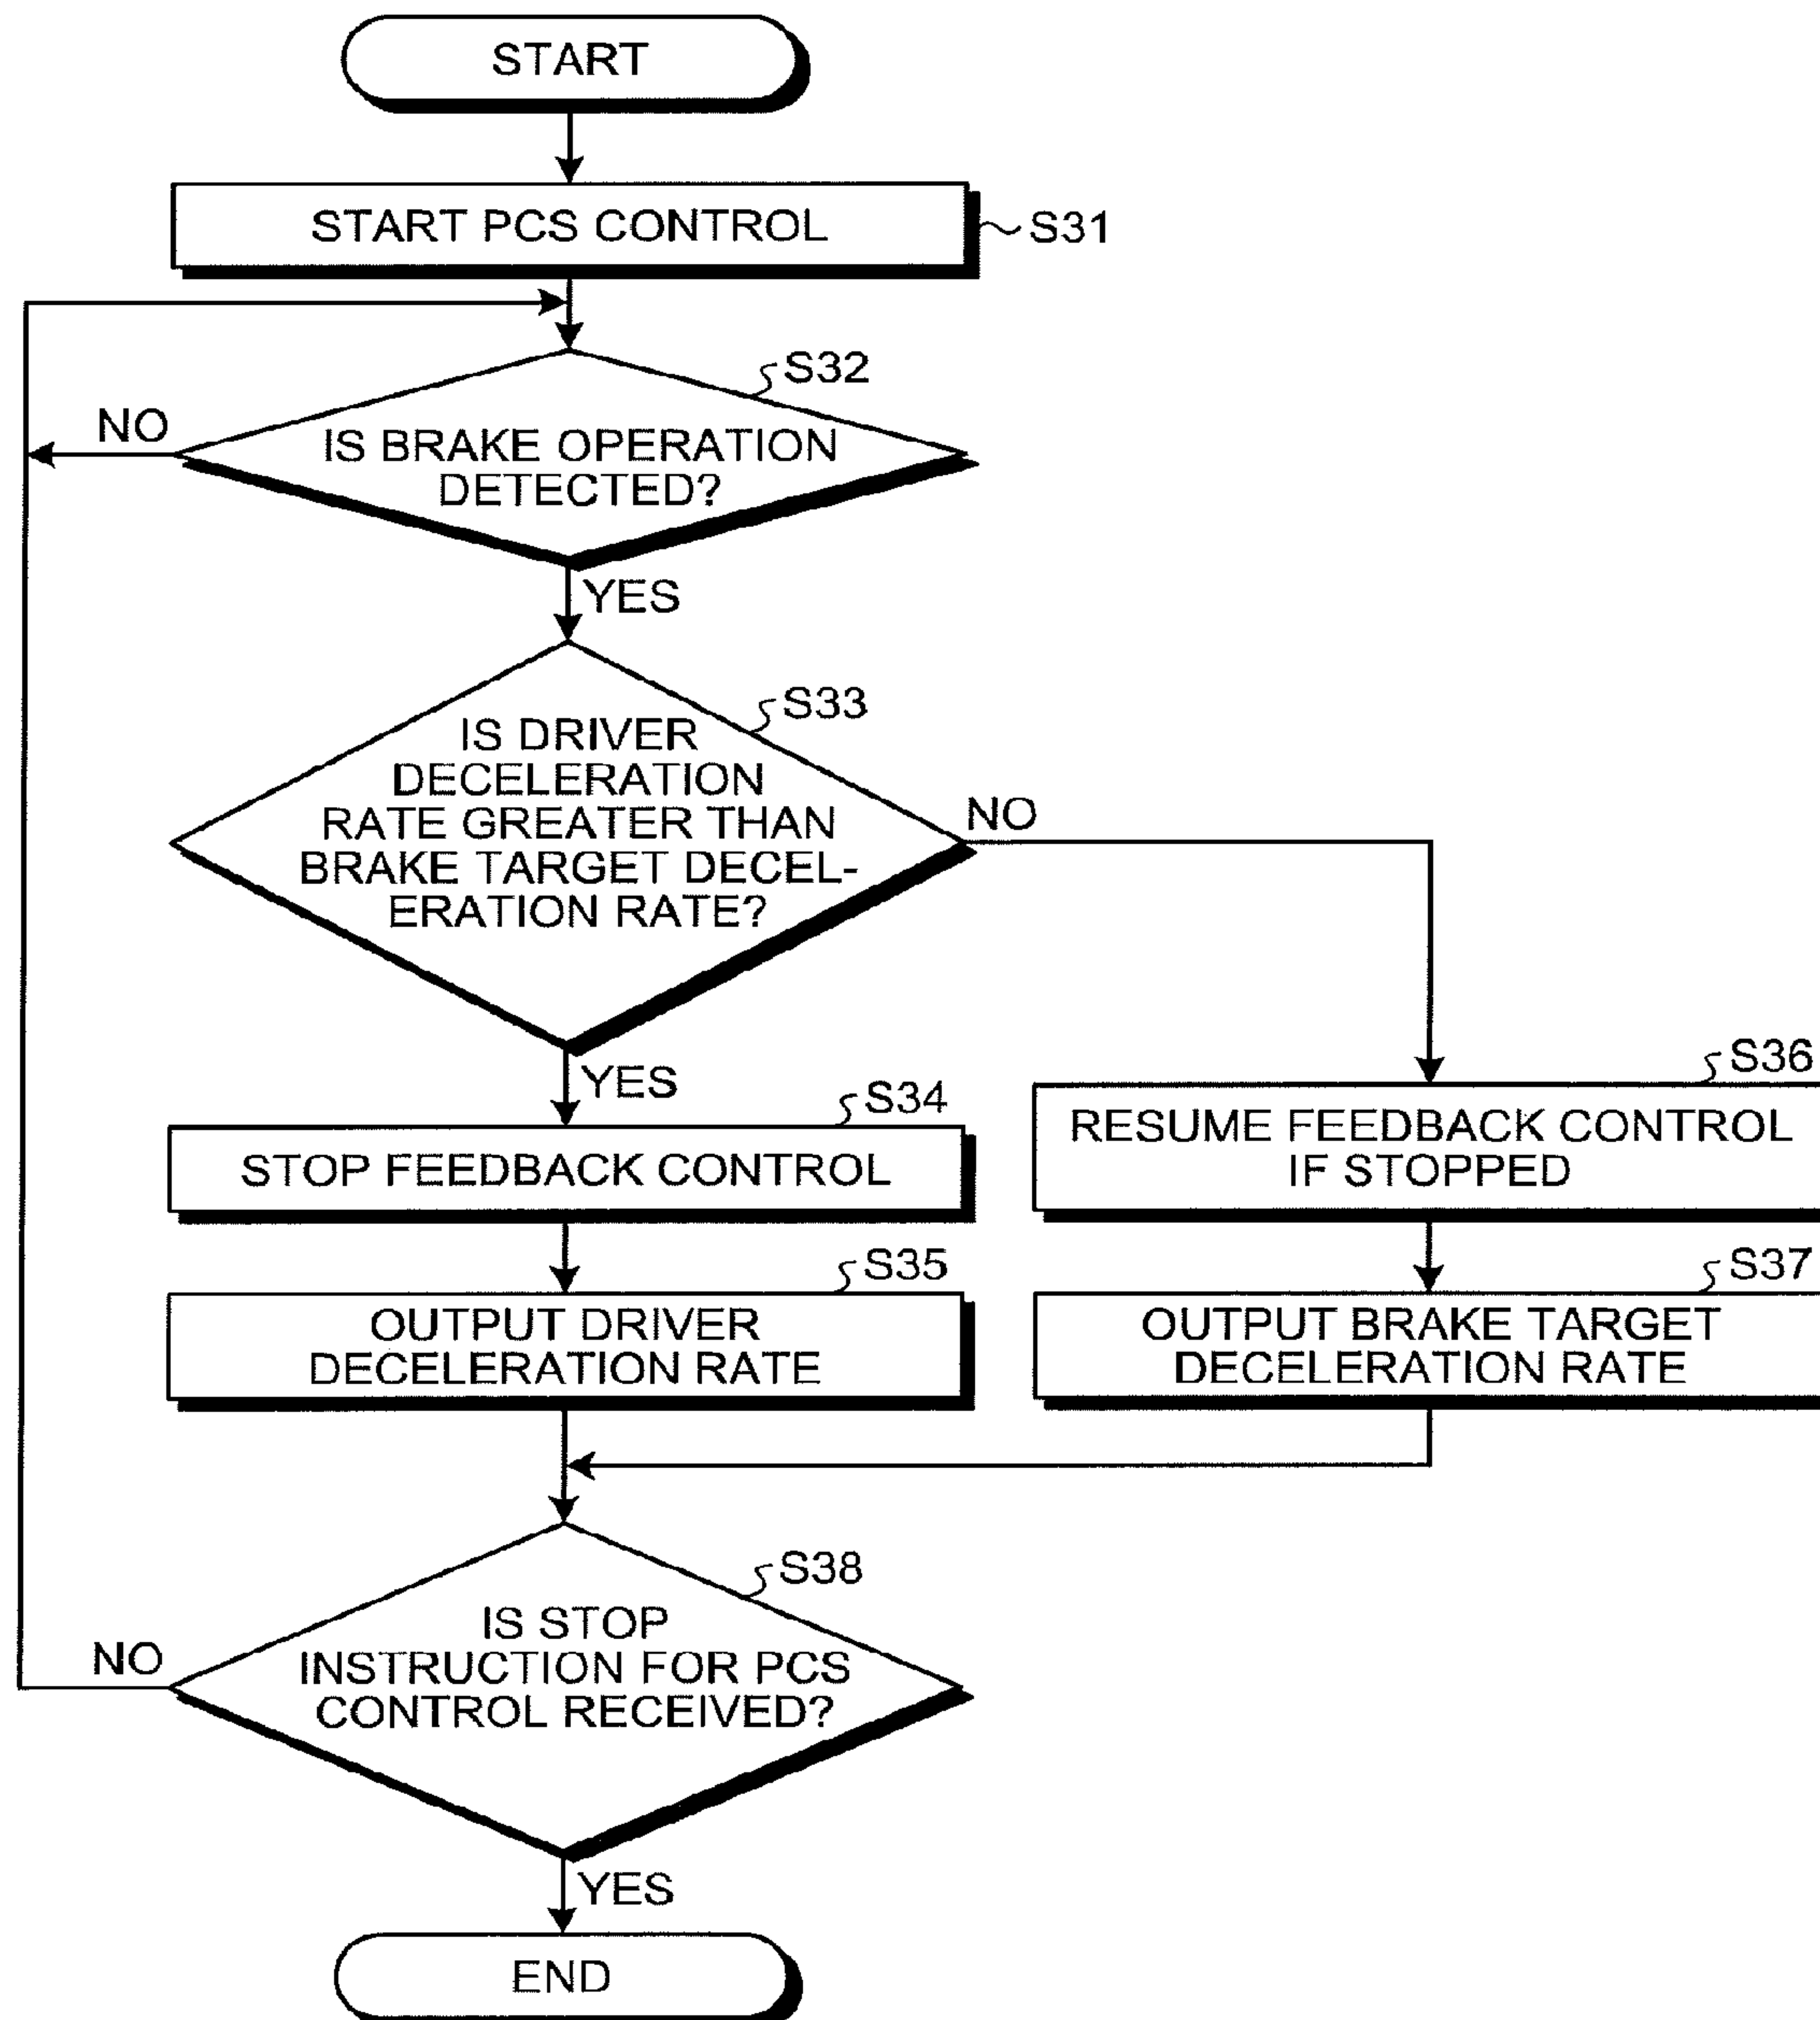 START
START PCS CONTROL
S31
S32
NO
IS BRAKE OPERATION
DETECTED?
YES
S33
IS DRIVER
DECELERATION
RATE GREATER THAN
BRAKE TARGET DECEL-
ERATION RATE?
NO
YES
S34
STOP FEEDBACK CONTROL
S36
RESUME FEEDBACK CONTROL
IF STOPPED
S35
OUTPUT DRIVER
DECELERATION RATE
S37
OUTPUT BRAKE TARGET
DECELERATION RATE
S38
IS STOP
INSTRUCTION FOR PCS
CONTROL RECEIVED?
NO
YES
END